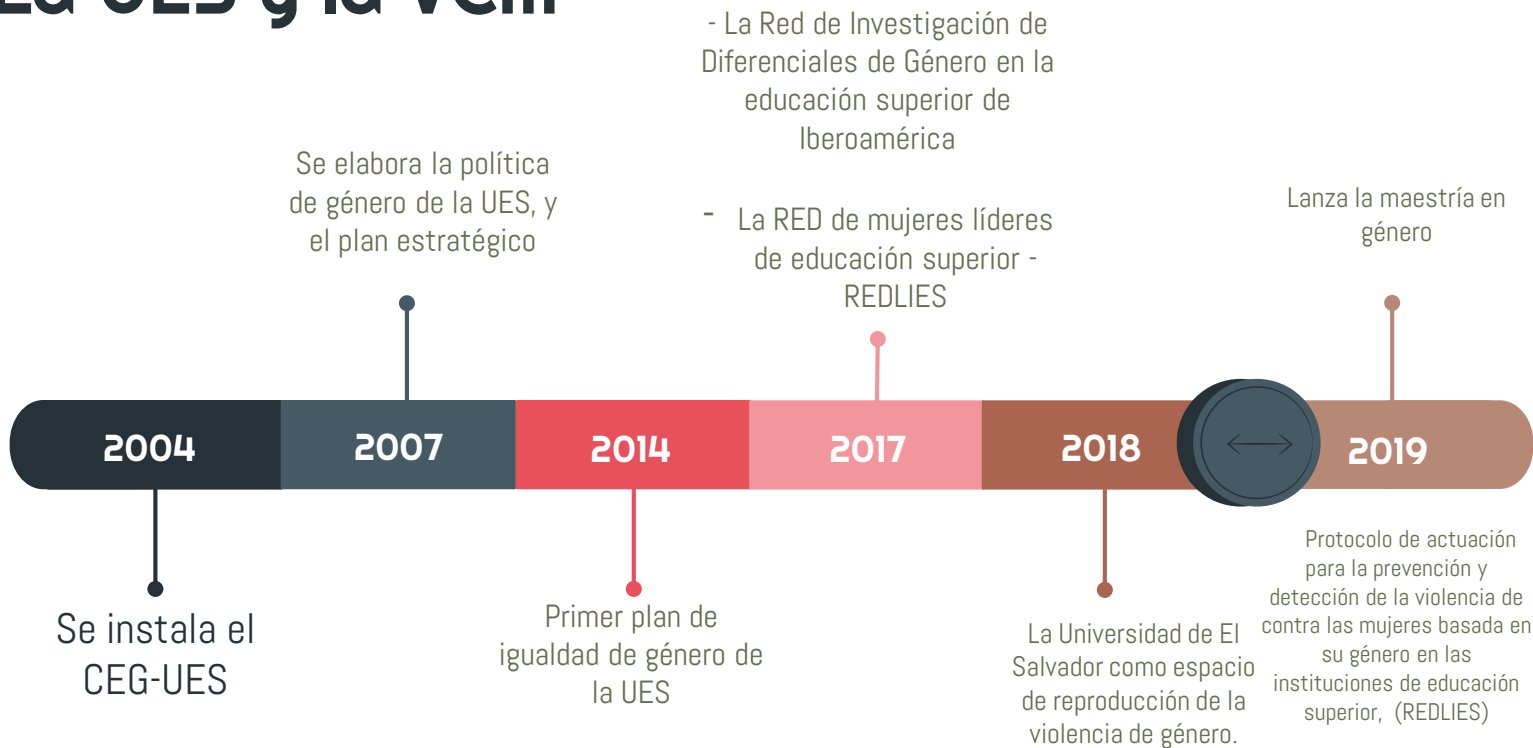 La UES y la VCM
- La Red de Investigación de
Diferenciales de Género en la
educación superior de
Iberoamérica
- La RED de mujeres líderes
de educación superior -
REDLIES
Se elabora la política
de género de la UES, y
el plan estratégico
Lanza la maestría en
género
2004
2007
2014
2017
2018
2019
Se instala el
CEG-UES
Primer plan de
igualdad de género de
la UES
La Universidad de El
Salvador como espacio
de reproducción de la
violencia de género.
Protocolo de actuación
para la prevención y
detección de la violencia de
contra las mujeres basada en
su género en las
instituciones de educación
superior, (REDLIES)